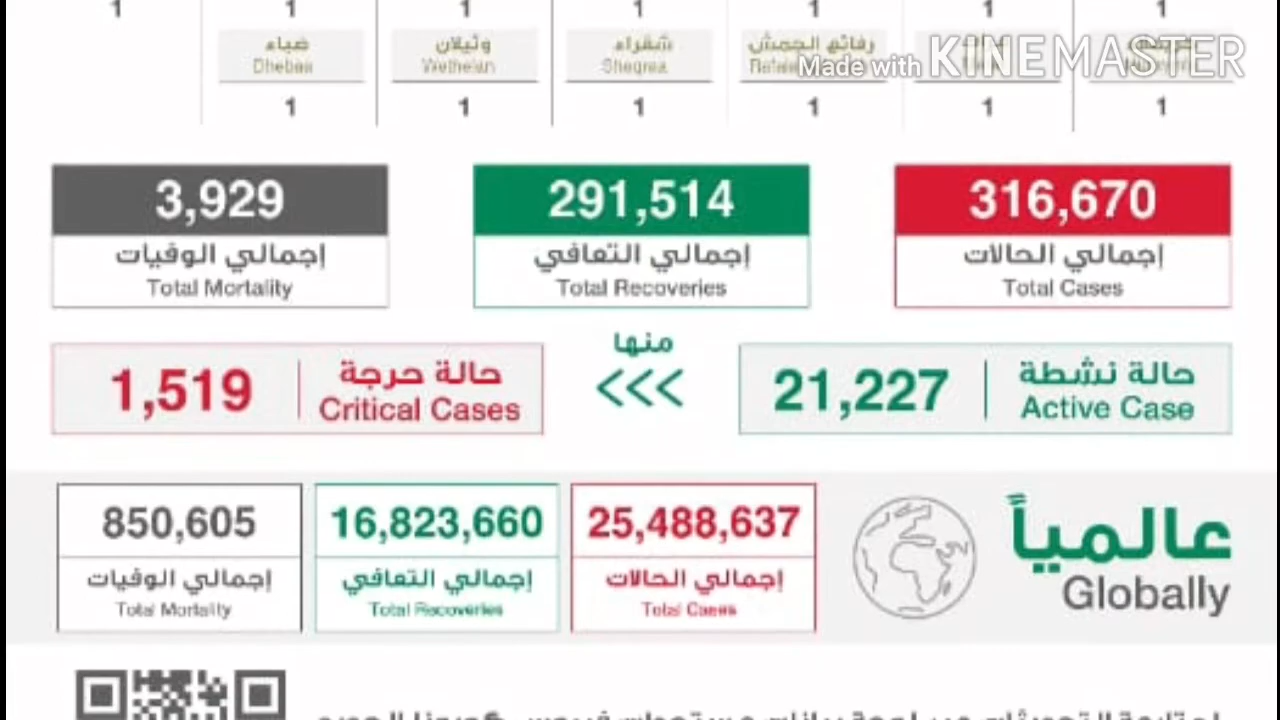 1 1 1 1 1 1 1
ضباء وثيلان شقراء رفائع الجمش
Dhebaa Wethelan Sheqraa
Made with KINEMASTER
1 1 1 1 1 1
3,929 291,514 316,670
إجمالي الوفيات إجمالي التعافي إجمالي الحالات
Total Mortality Total Recoveries Total Cases
منها
1,519 حالة حرجة <<< 21,227 حالة نشطة
Critical Cases Active Case
850,605 16,823,660 25,488,637 عالمياً
إجمالي الوفيات إجمالي التعافي إجمالي الحالات Globally
Total Mortality Total Recoveries Total Cases